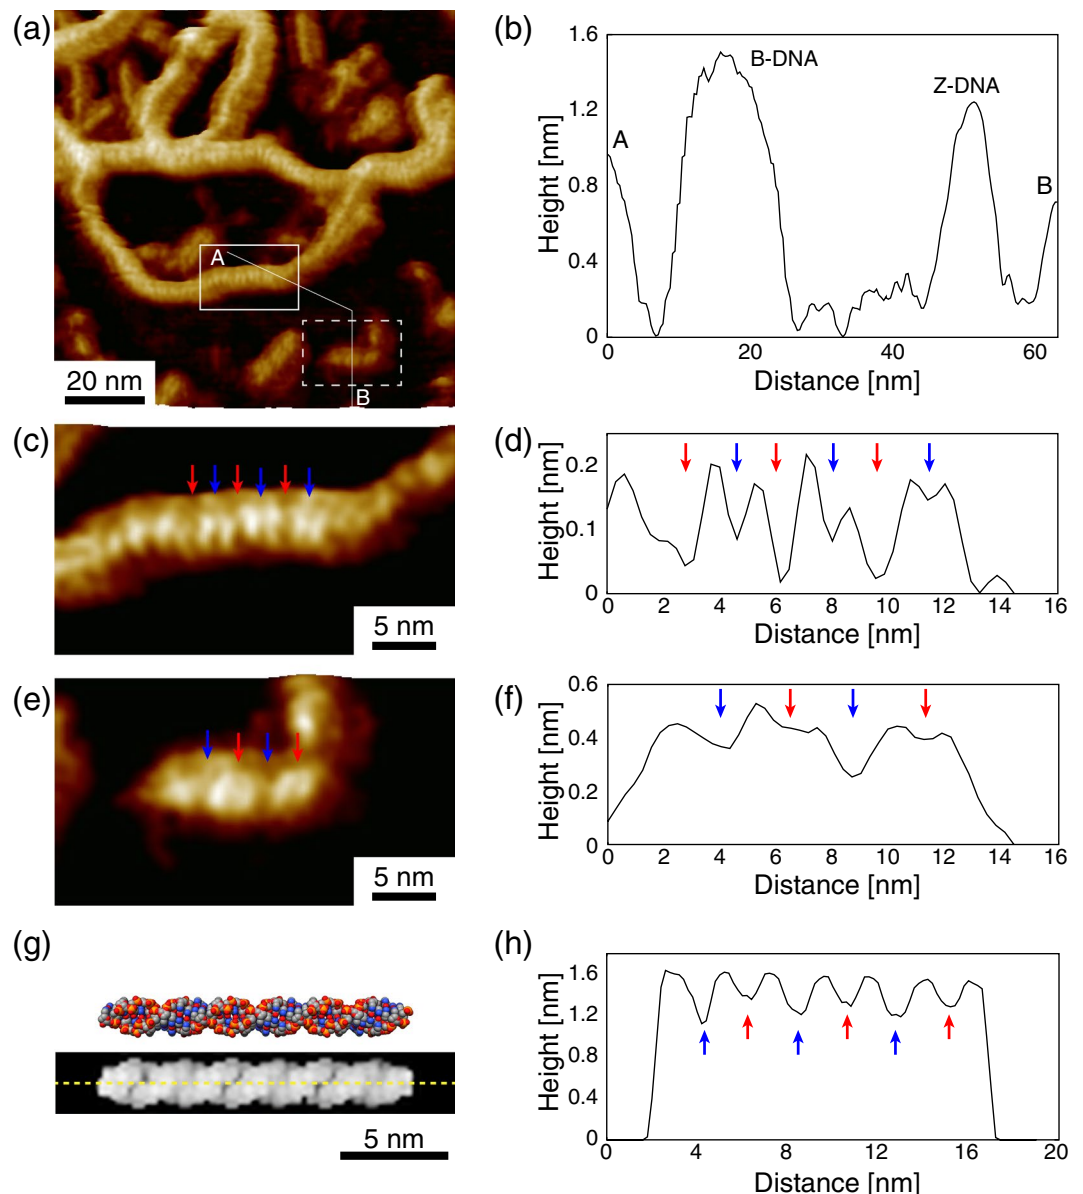 (a)
A
B
20 nm
(b)
1.6
1.2
0.8
0.4
0
Height [nm]
A
B-DNA
Z-DNA
B
0 20 40 60
Distance [nm]
(c)
5 nm
(d)
0.2
0.1
0
Height [nm]
0 2 4 6 8 10 12 14 16
Distance [nm]
(e)
5 nm
(f)
0.6
0.4
0.2
0
Height [nm]
0 2 4 6 8 10 12 14 16
Distance [nm]
(g)
5 nm
(h)
1.6
1.2
0.8
0.4
0
Height [nm]
0 4 8 12 16 20
Distance [nm]